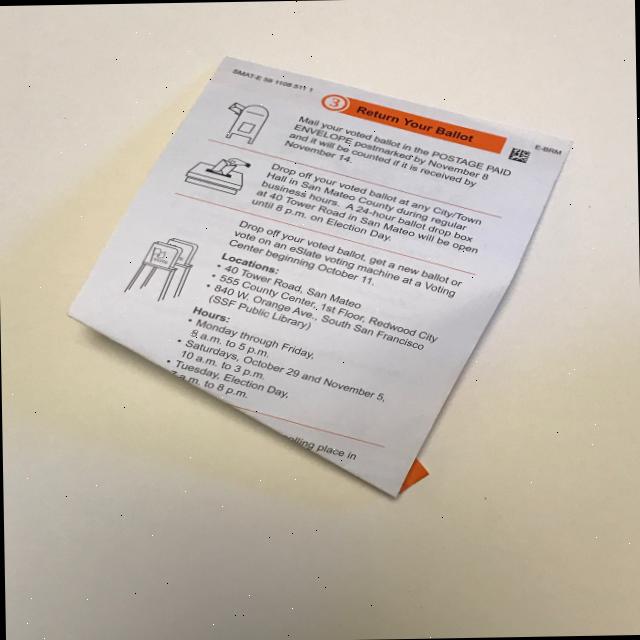 SMAT-E 59 1108 511 1
3 Return Your Ballot
E-BRM
Mail your voted ballot in the POSTAGE PAID
ENVELOPE postmarked by November 8
and it will be counted if it is received by
November 14.
Drop off your voted ballot at any City/Town
Hall in San Mateo County during regular
business hours. A 24-hour ballot drop box
at 40 Tower Road in San Mateo will be open
until 8 p.m. on Election Day.
Drop off your voted ballot, get a new ballot or
vote on an eSlate voting machine at a Voting
Center beginning October 11.
Locations:
• 40 Tower Road, San Mateo
• 555 County Center, 1st Floor, Redwood City
• 840 W. Orange Ave., South San Francisco
(SSF Public Library)
Hours:
• Monday through Friday,
8 a.m. to 5 p.m.
• Saturdays, October 29 and November 5,
10 a.m. to 3 p.m.
• Tuesday, Election Day,
7 a.m. to 8 p.m.
place in